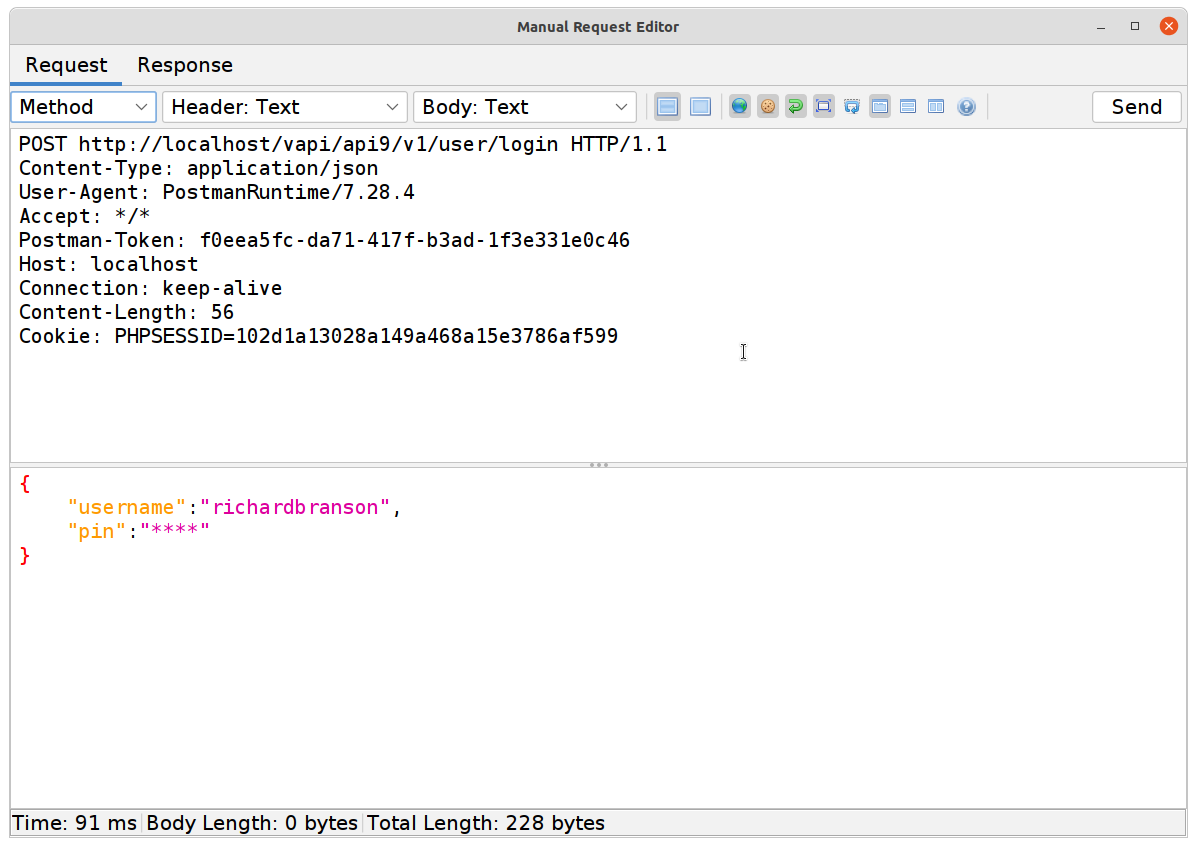 Manual Request Editor
Request Response
Method Header: Text Body: Text Send
POST http://localhost/vapi/api9/v1/user/login HTTP/1.1
Content-Type: application/json
User-Agent: PostmanRuntime/7.28.4
Accept: */*
Postman-Token: f0eea5fc-da71-417f-b3ad-1f3e331e0c46
Host: localhost
Connection: keep-alive
Content-Length: 56
Cookie: PHPSESSID=102d1a13028a149a468a15e3786af599
{
    "username":"richardbranson",
    "pin":"****"
}
Time: 91 ms Body Length: 0 bytes Total Length: 228 bytes